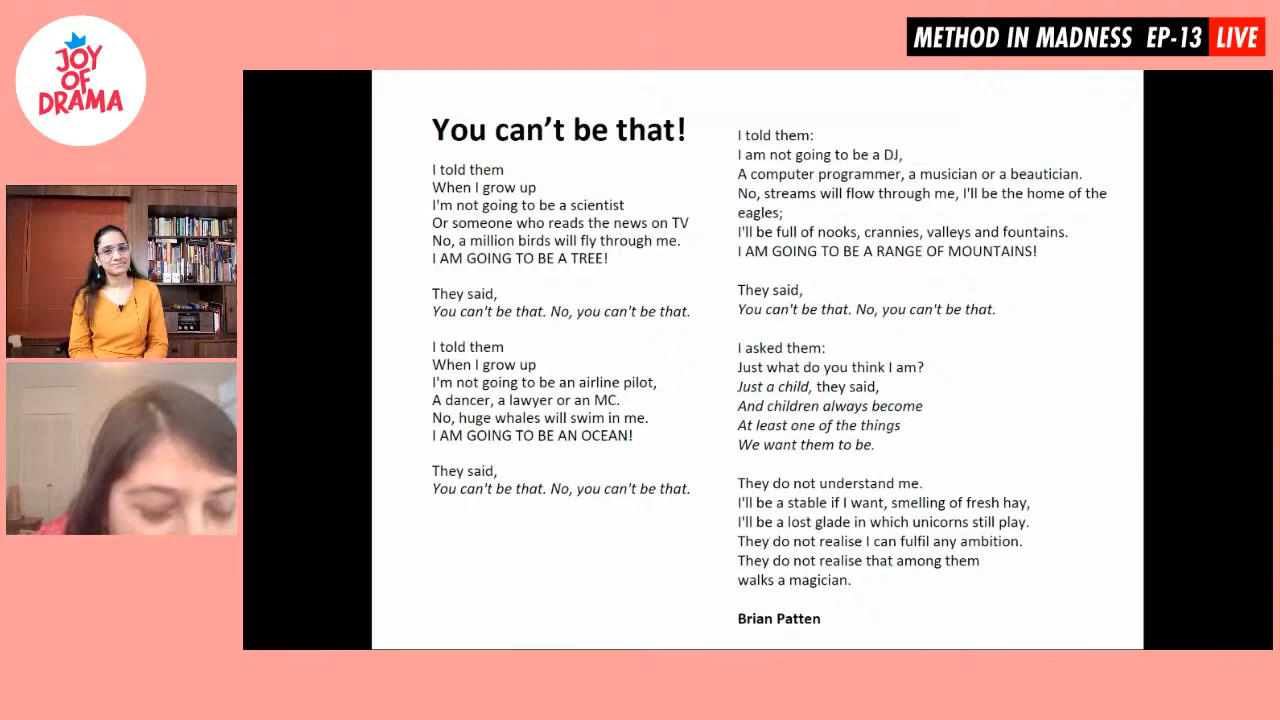 JOY
OF
DRAMA
METHOD IN MADNESS EP-13 LIVE
You can't be that!
I told them
When I grow up
I'm not going to be a scientist
Or someone who reads the news on TV
No, a million birds will fly through me.
I AM GOING TO BE A TREE!
They said,
You can't be that. No, you can't be that.
I told them
When I grow up
I'm not going to be an airline pilot,
A dancer, a lawyer or an MC.
No, huge whales will swim in me.
I AM GOING TO BE AN OCEAN!
They said,
You can't be that. No, you can't be that.
I told them:
I am not going to be a DJ,
A computer programmer, a musician or a beautician.
No, streams will flow through me, I'll be the home of the
eagles;
I'll be full of nooks, crannies, valleys and fountains.
I AM GOING TO BE A RANGE OF MOUNTAINS!
They said,
You can't be that. No, you can't be that.
I asked them:
Just what do you think I am?
Just a child, they said,
And children always become
At least one of the things
We want them to be.
They do not understand me.
I'll be a stable if I want, smelling of fresh hay,
I'll be a lost glade in which unicorns still play.
They do not realise I can fulfil any ambition.
They do not realise that among them
walks a magician.
Brian Patten